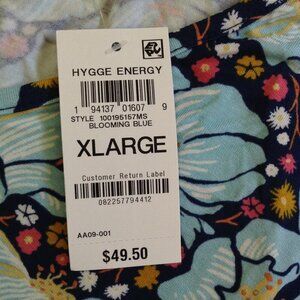 HYGGE ENERGY
1 94137 01607 9
STYLE 100195157MS
BLOOMING BLUE
XLARGE
Customer Return Label
082257794412
AA09-001
$49.50